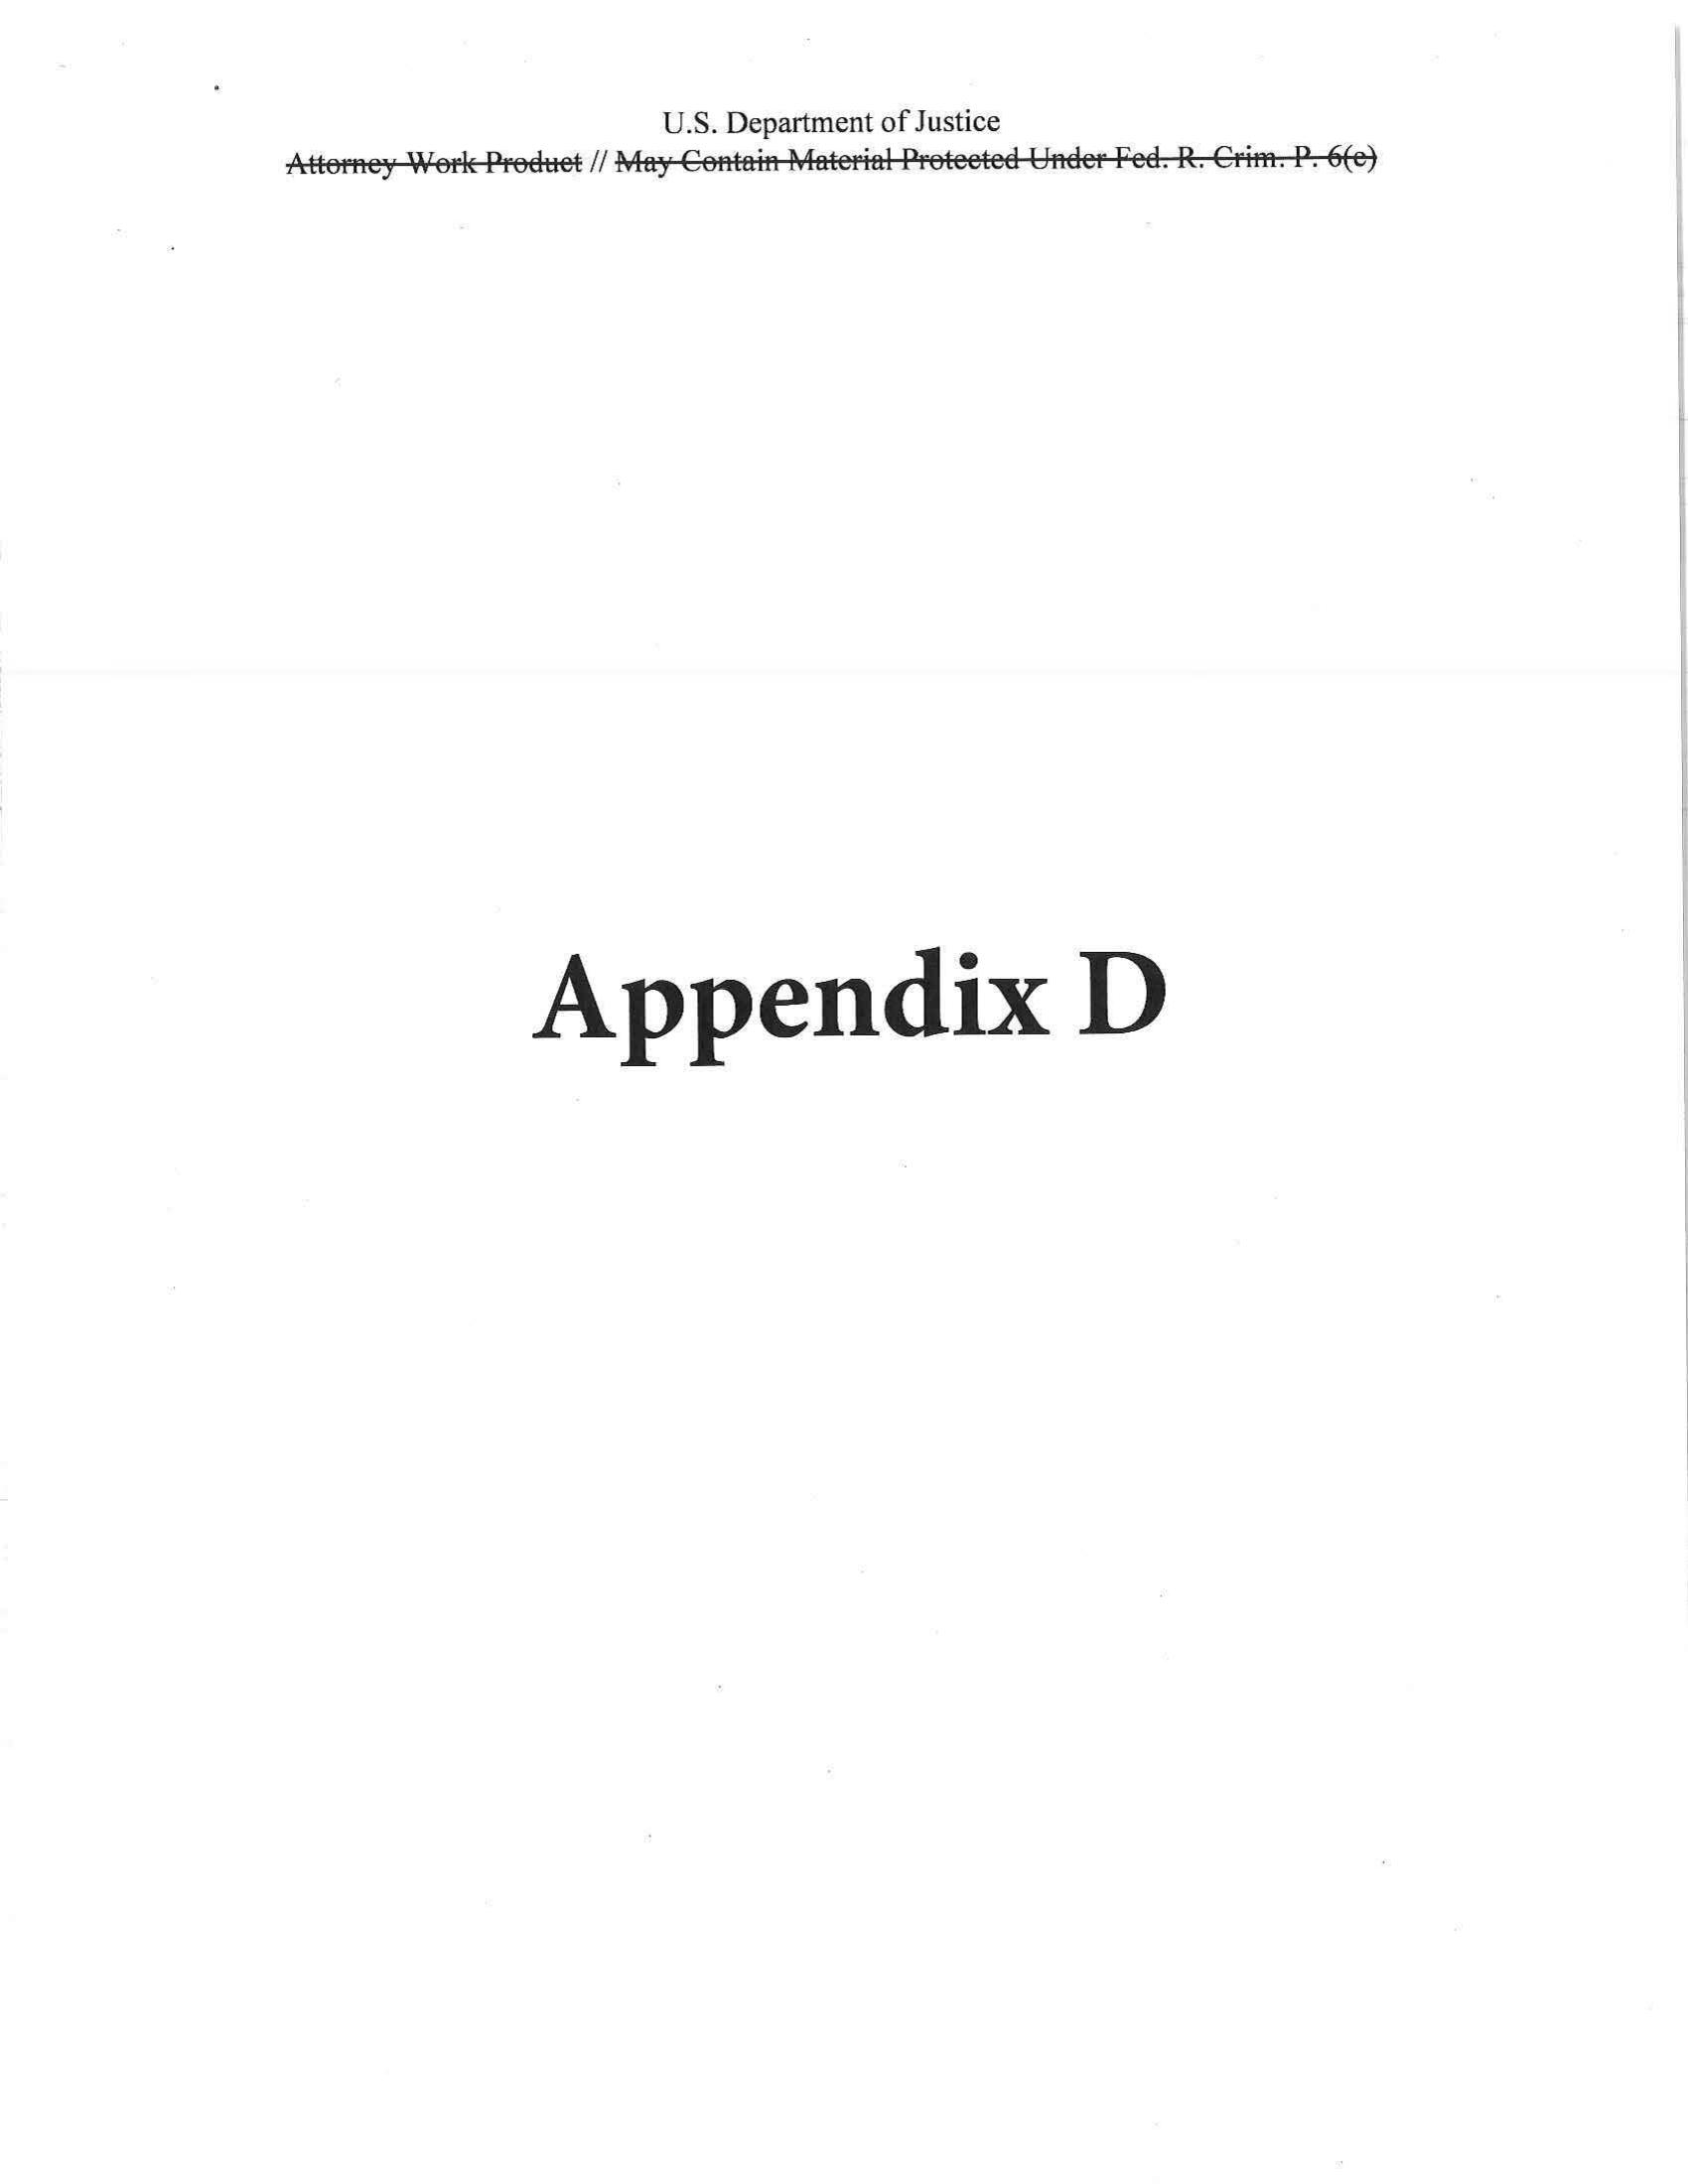 U.S. Department of Justice
Attorney Work Product // May Contain Material Protected Under Fed. R. Crim. P. 6(e)
Appendix D